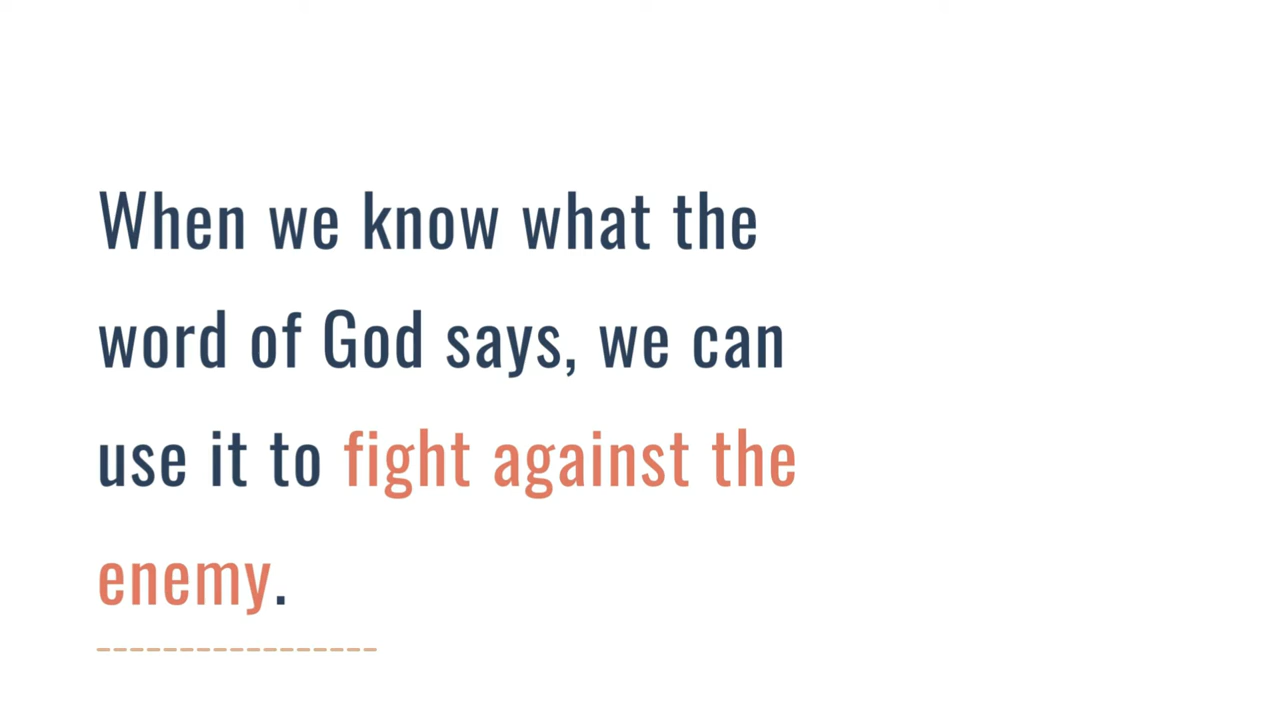 When we know what the
word of God says, we can
use it to fight against the
enemy.